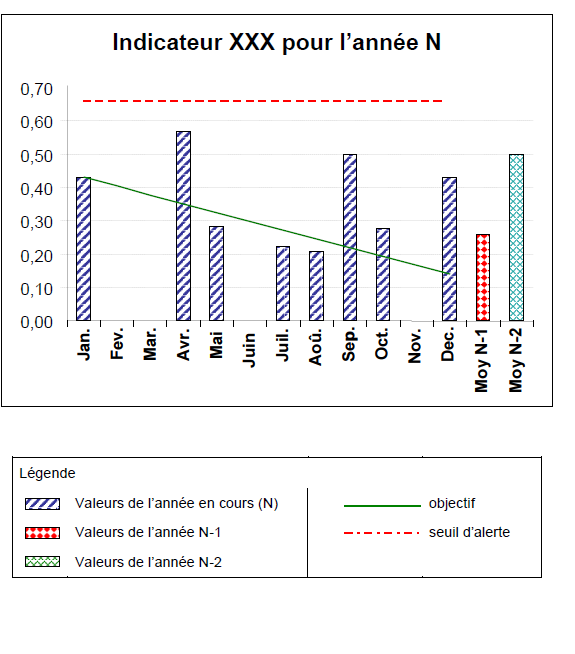 Indicateur XXX pour l’année N
0,70
0,60
0,50
0,40
0,30
0,20
0,10
0,00
Jan.
Fev.
Mar.
Avr.
Mai
Juin
Juil.
Aoû.
Sep.
Oct.
Nov.
Dec.
Moy N-1
Moy N-2
Légende
Valeurs de l’année en cours (N)
objectif
Valeurs de l’année N-1
seuil d’alerte
Valeurs de l’année N-2